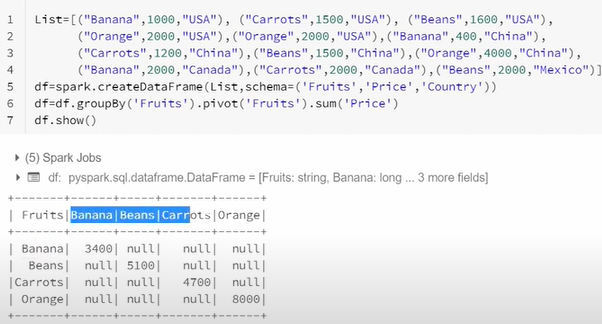 1 List=[("Banana",1000,"USA"), ("Carrots",1500,"USA"), ("Beans",1600,"USA"),
2 ("Orange",2000,"USA"),("Orange",2000,"USA"),("Banana",400,"China"),
3 ("Carrots",1200,"China"),("Beans",1500,"China"),("Orange",4000,"China"),
4 ("Banana",2000,"Canada"),("Carrots",2000,"Canada"),("Beans",2000,"Mexico")]
5 df=spark.createDataFrame(List,schema=('Fruits','Price','Country'))
6 df=df.groupBy('Fruits').pivot('Fruits').sum('Price')
7 df.show()
(5) Spark Jobs
df: pyspark.sql.dataframe.DataFrame = [Fruits: string, Banana: long ... 3 more fields]
+-------+------+-----+-------+------+
| Fruits|Banana|Beans|Carrots|Orange|
+-------+------+-----+-------+------+
| Banana| 3400| null| null| null|
| Beans| null| 5100| null| null|
|Carrots| null| null| 4700| null|
| Orange| null| null| null| 8000|
+-------+------+-----+-------+------+